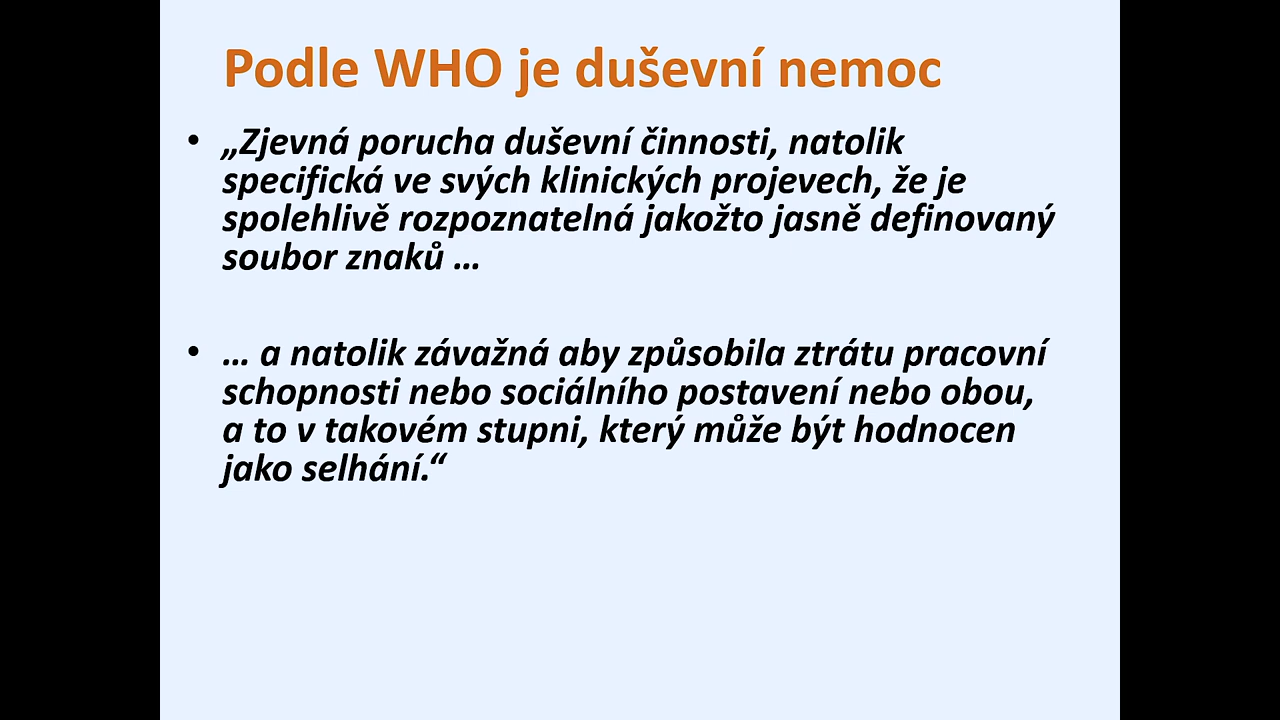 Podle WHO je duševní nemoc
• „Zjevná porucha duševní činnosti, natolik
specifická ve svých klinických projevech, že je
spolehlivě rozpoznatelná jakožto jasně definovaný
soubor znaků …
• … a natolik závažná aby způsobila ztrátu pracovní
schopnosti nebo sociálního postavení nebo obou,
a to v takovém stupni, který může být hodnocen
jako selhání.“